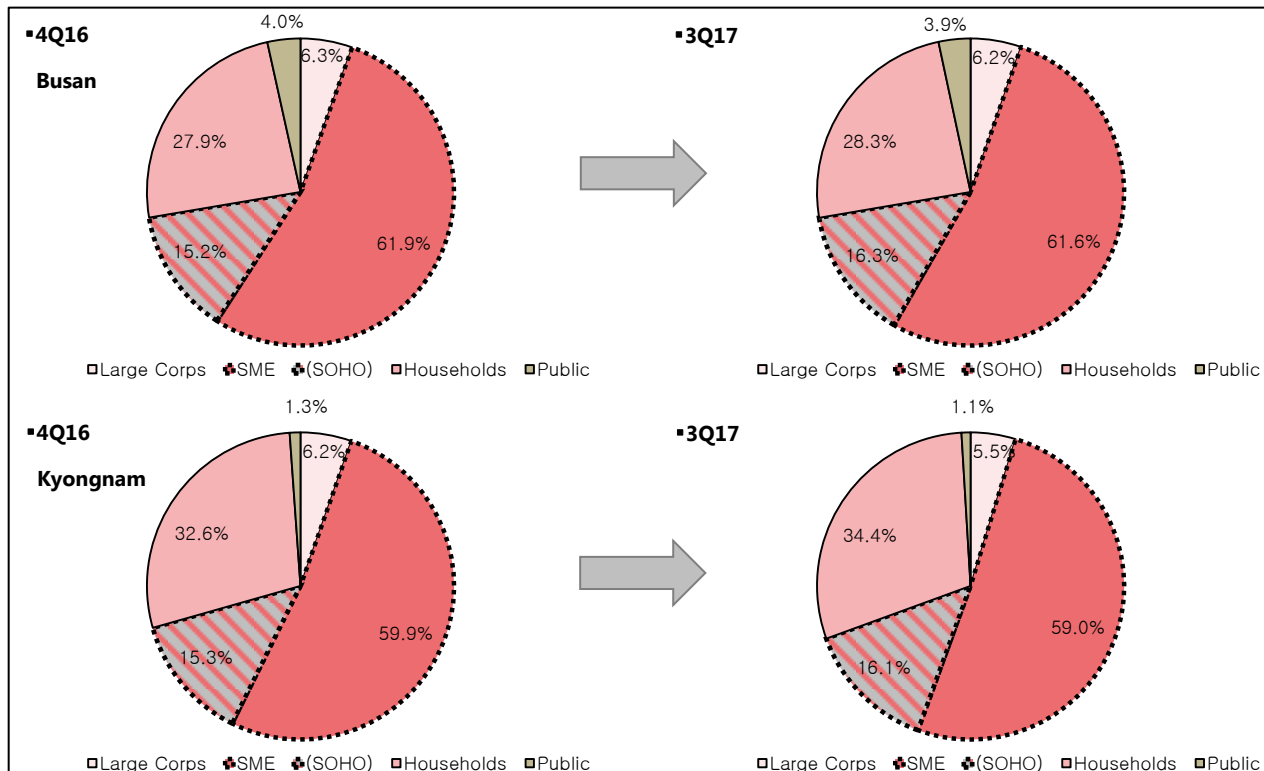 ▪4Q16
Busan
4.0%
6.3%
27.9%
15.2%
61.9%
Large Corps SME (SOHO) Households Public
▪3Q17
3.9%
6.2%
28.3%
16.3%
61.6%
Large Corps SME (SOHO) Households Public
▪4Q16
Kyongnam
1.3%
6.2%
32.6%
15.3%
59.9%
Large Corps SME (SOHO) Households Public
▪3Q17
1.1%
5.5%
34.4%
16.1%
59.0%
Large Corps SME (SOHO) Households Public